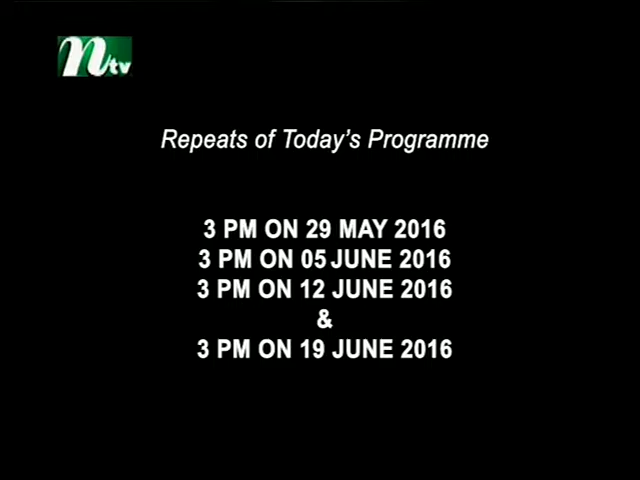 ntv
Repeats of Today's Programme
3 PM ON 29 MAY 2016
3 PM ON 05 JUNE 2016
3 PM ON 12 JUNE 2016
&
3 PM ON 19 JUNE 2016